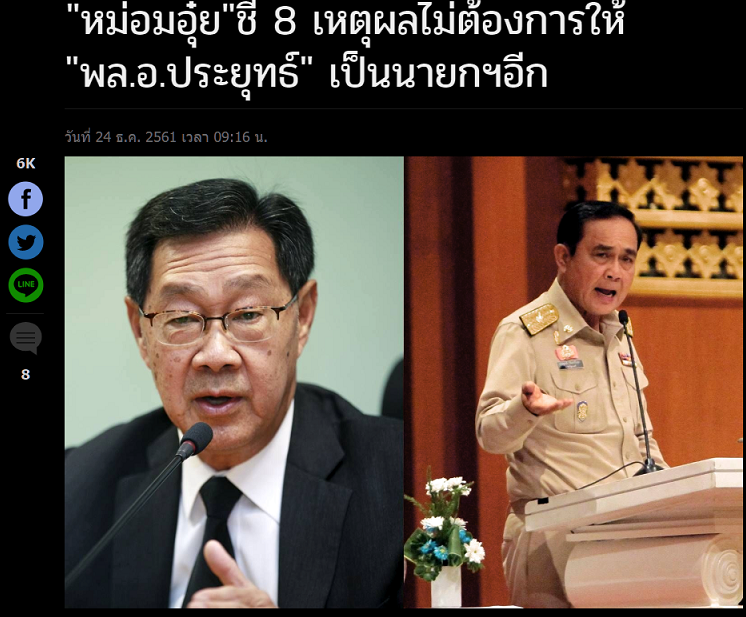 "หม่อมอุ๋ย"ชี้ 8 เหตุผลไม่ต้องการให้
"พล.อ.ประยุทธ์" เป็นนายกฯอีก
วันที่ 24 ธ.ค. 2561 เวลา 09:16 น.
6K
LINE
8